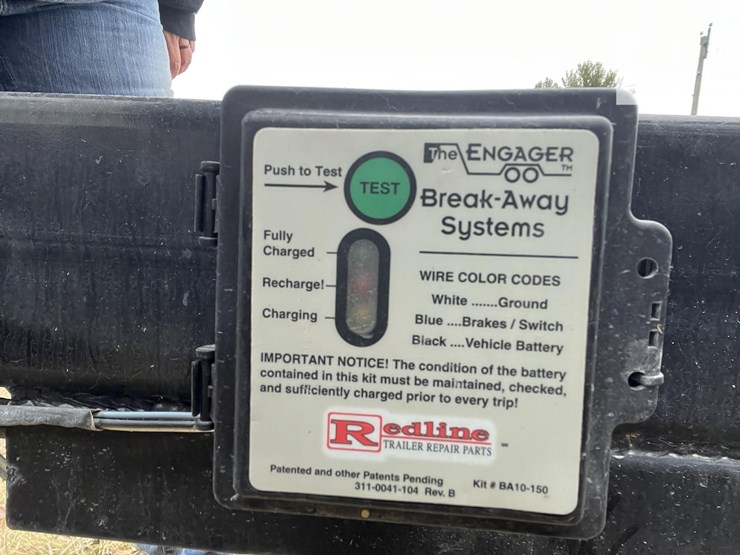 Push to Test
TEST
The ENGAGER TM
Break-Away
Systems
Fully
Charged
Recharge!
Charging
WIRE COLOR CODES
White .......Ground
Blue ....Brakes / Switch
Black ....Vehicle Battery
IMPORTANT NOTICE! The condition of the battery
contained in this kit must be maintained, checked,
and sufficiently charged prior to every trip!
Redline
TRAILER REPAIR PARTS
Patented and other Patents Pending
311-0041-104 Rev. B
Kit # BA10-150